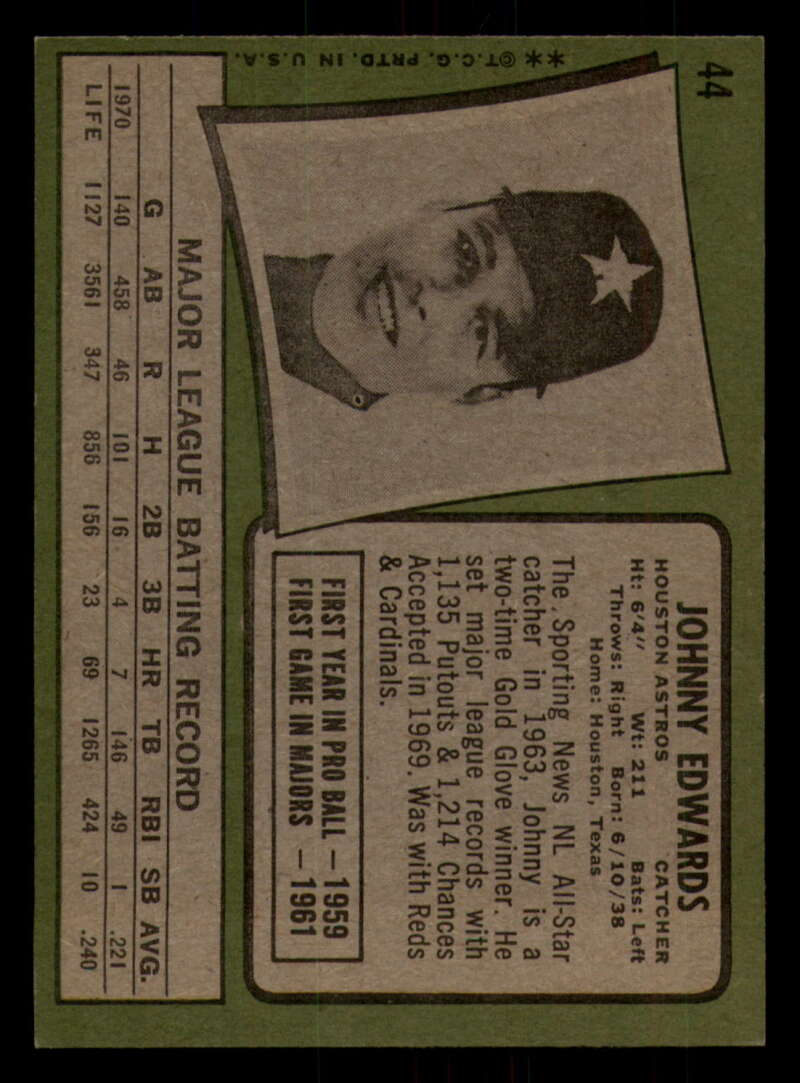 44
**©T.C.G. PRTD. IN U.S.A.
JOHNNY EDWARDS
HOUSTON ASTROS CATCHER
Ht: 6'4" Wt: 211 Bats: Left
Throws: Right Born: 6/10/38
Home: Houston, Texas
The Sporting News NL All-Star
catcher in 1963, Johnny is a
two-time Gold Glove winner. He
set major league records with
1,135 Putouts & 1,214 Chances
Accepted in 1969. Was with Reds
& Cardinals.
FIRST YEAR IN PRO BALL — 1959
FIRST GAME IN MAJORS — 1961
MAJOR LEAGUE BATTING RECORD
G AB R H 2B 3B HR TB RBI SB AVG.
1970 140 458 46 101 16 4 7 146 49 1 .221
LIFE 1127 3561 347 856 156 23 69 1265 424 10 .240